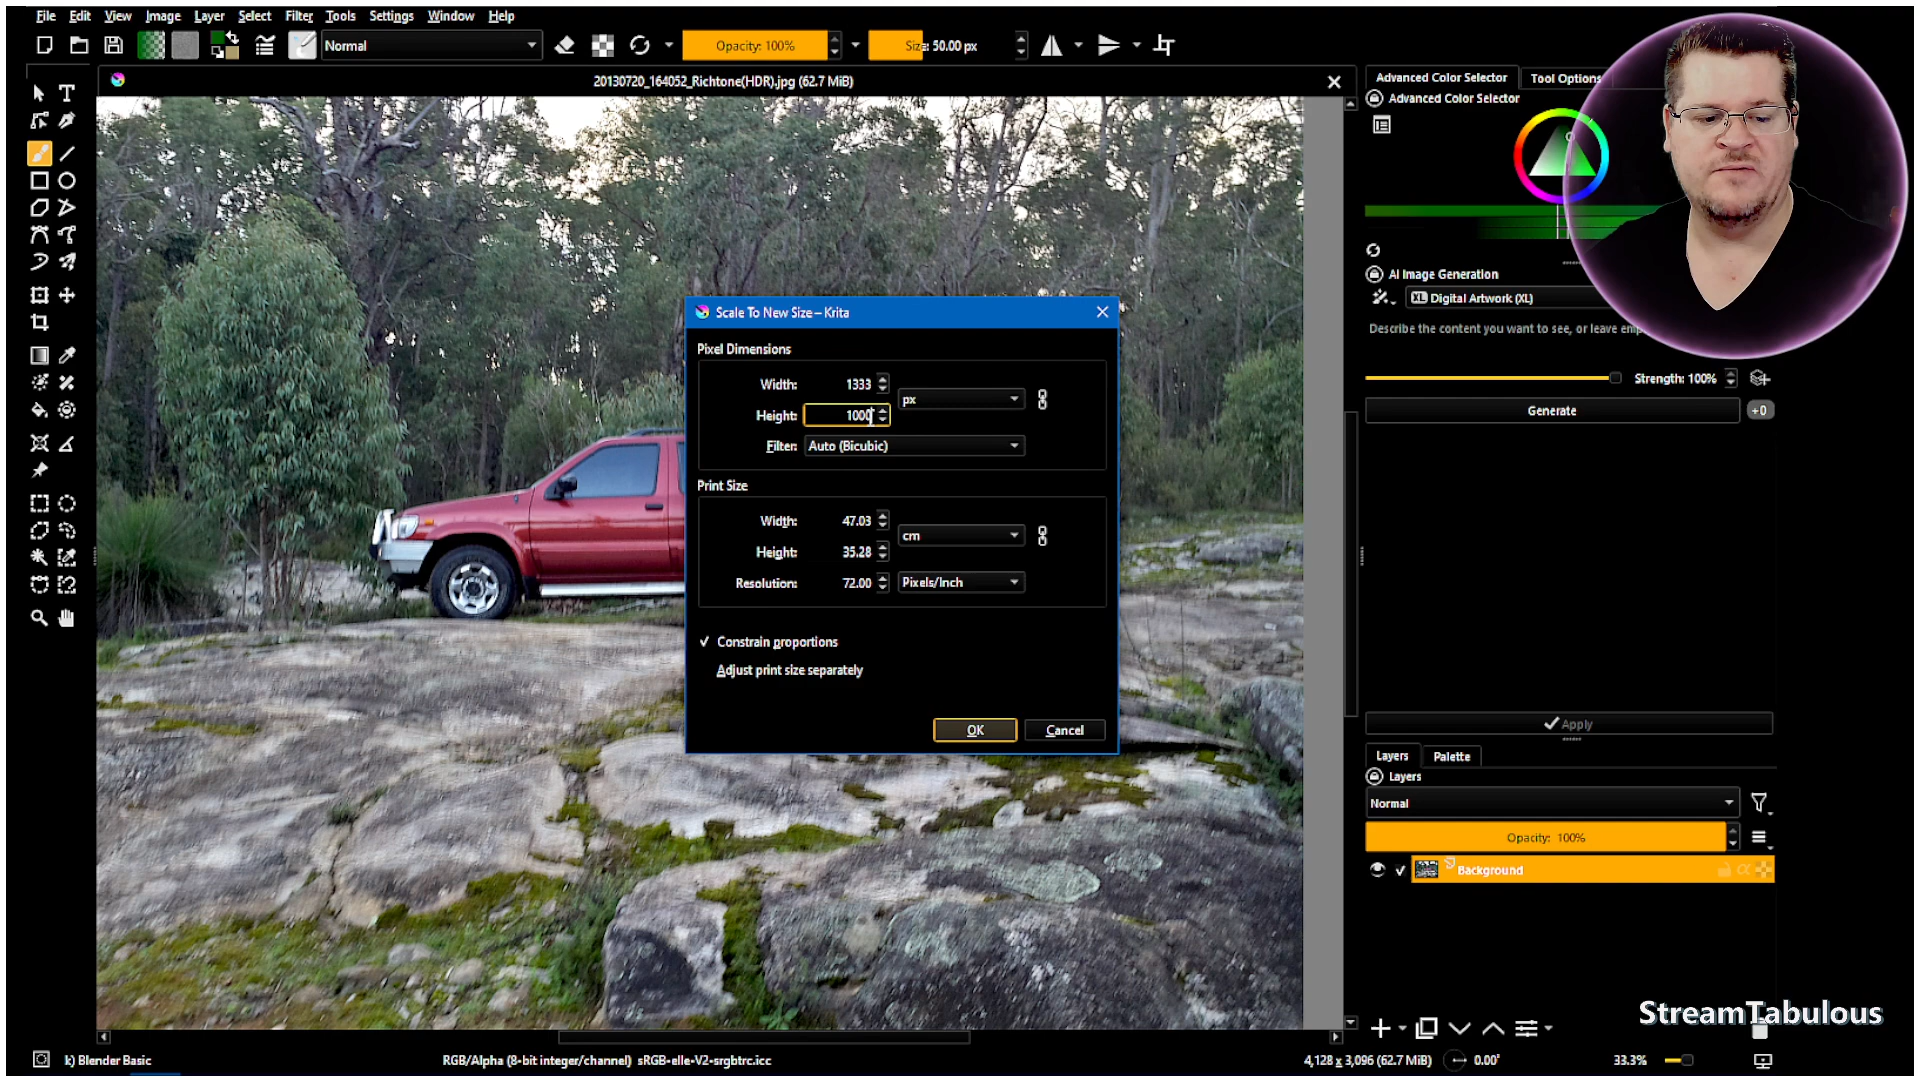 File Edit View Image Layer Select Filter Tools Settings Window Help
Normal
Opacity: 100%
Size: 50.00 px
20130720_164052_Richtone(HDR).jpg (62.7 MiB)
Advanced Color Selector
Tool Options
Advanced Color Selector
AI Image Generation
XL Digital Artwork (XL)
Describe the content you want to see, or leave
Strength: 100%
Generate
+0
Scale To New Size – Krita
Pixel Dimensions
Width: 1333
px
Height: 1000
Filter: Auto (Bicubic)
Print Size
Width: 47.03
cm
Height: 35.28
Resolution: 72.00 Pixels/Inch
Constrain proportions
Adjust print size separately
OK
Cancel
Apply
Layers
Palette
Layers
Normal
Opacity: 100%
Background
StreamTabulous
k) Blender Basic
RGB/Alpha (8-bit integer/channel) sRGB-elle-V2-srgbtrc.icc
4,128 x 3,096 (62.7 MiB)
0.00°
33.3%